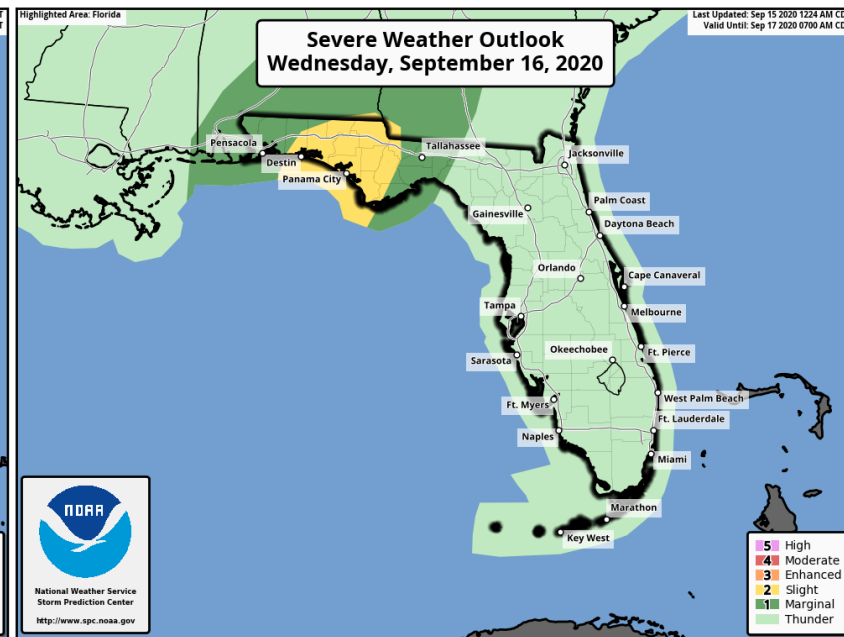 Highlighted Area: Florida
Severe Weather Outlook
Wednesday, September 16, 2020
Last Updated: Sep 15 2020 1224 AM CD
Valid Until: Sep 17 2020 0700 AM CD
Pensacola
Tallahassee
Destin
Jacksonville
Panama City
Palm Coast
Gainesville
Daytona Beach
Orlando
Cape Canaveral
Tampa
Melbourne
Okeechobee
Ft. Pierce
Sarasota
West Palm Beach
Ft. Myers
Ft. Lauderdale
Naples
Miami
Marathon
Key West
NOAA
National Weather Service
Storm Prediction Center
http://www.spc.noaa.gov
5 High
4 Moderate
3 Enhanced
2 Slight
1 Marginal
Thunder